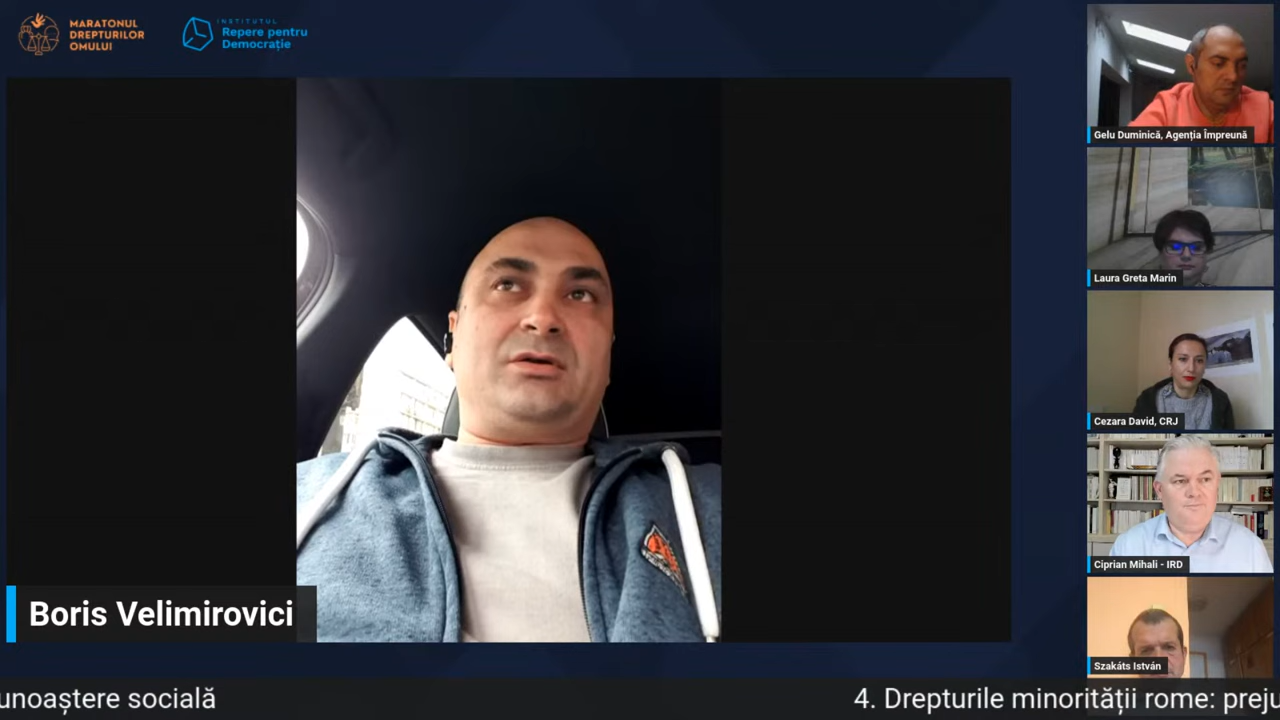 MARATONUL
DREPTURILOR
OMULUI
INSTITUTUL
Repere pentru
Democrație
Gelu Duminică, Agenția Împreună
Laura Greta Marin
Cezara David, CRJ
Ciprian Mihali - IRD
Szakáts István
Boris Velimirovici
unoaștere socială
4. Drepturile minorității rome: preju